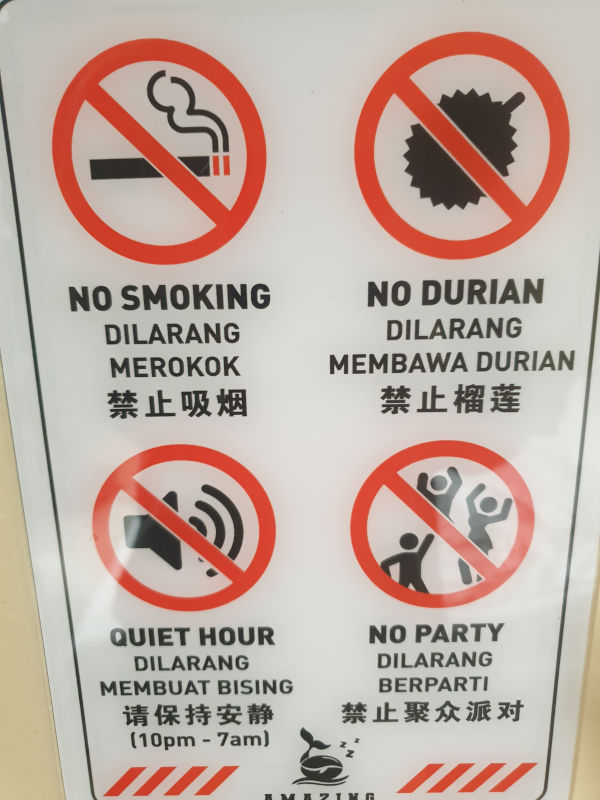 NO SMOKING
DILARANG
MEROKOK
禁止吸烟
NO DURIAN
DILARANG
MEMBAWA DURIAN
禁止榴莲
QUIET HOUR
DILARANG
MEMBUAT BISING
请保持安静
(10pm - 7am)
NO PARTY
DILARANG
BERPARTI
禁止聚众派对
z z z
AMAZING